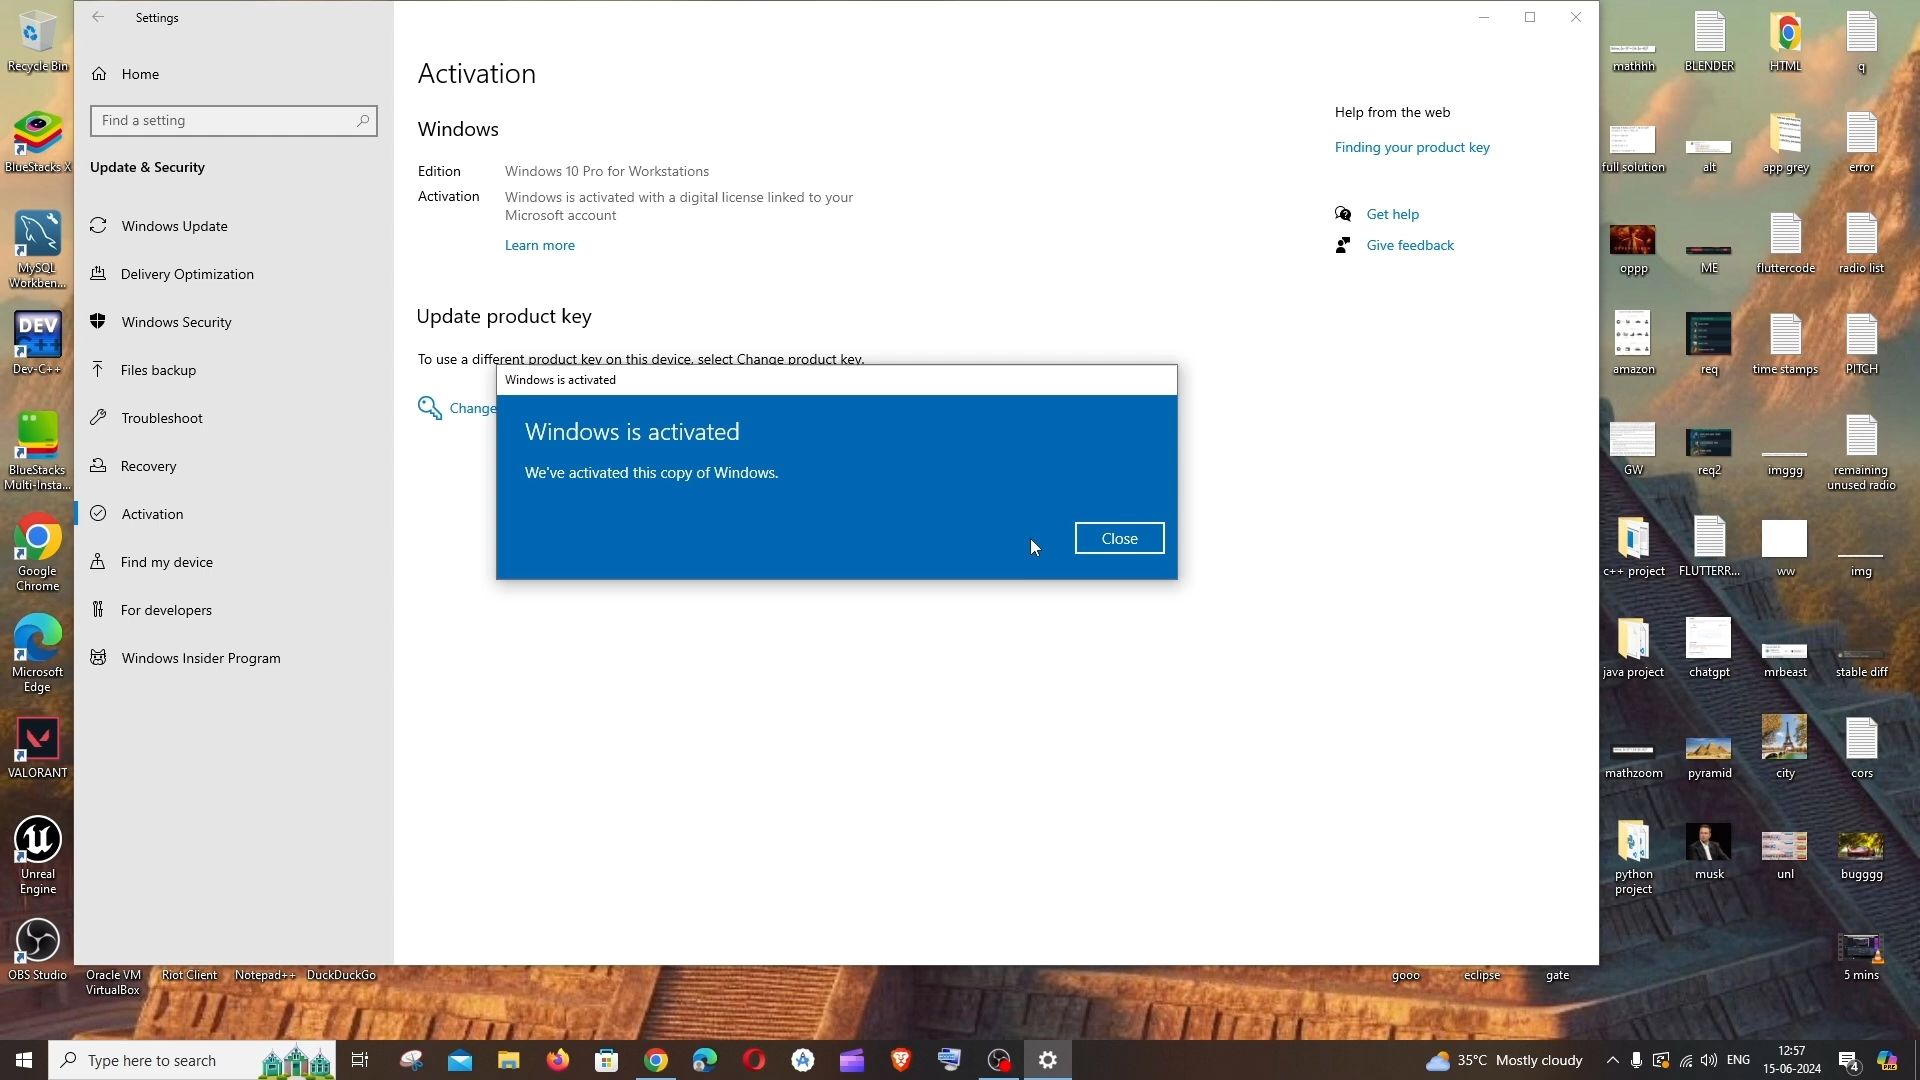 Settings
Home
Find a setting
Update & Security
Windows Update
Delivery Optimization
Windows Security
Files backup
Troubleshoot
Recovery
Activation
Find my device
For developers
Windows Insider Program
Activation
Windows
Edition
Windows 10 Pro for Workstations
Activation
Windows is activated with a digital license linked to your
Microsoft account
Learn more
Update product key
To use a different product key on this device, select Change product key.
Change
Help from the web
Finding your product key
Get help
Give feedback
Windows is activated
Windows is activated
We've activated this copy of Windows.
Close
Recycle Bin
BlueStacks X
MySQL
Workben...
DEV
C++
Dev-C++
BlueStacks
Multi-Insta...
Google
Chrome
Microsoft
Edge
VALORANT
Unreal
Engine
OBS Studio
Oracle VM
VirtualBox
Riot Client
Notepad++
DuckDuckGo
mathhh
BLENDER
HTML
q
full solution
alt
app grey
error
oppp
ME
fluttercode
radio list
amazon
req
time stamps
PITCH
GW
req2
imggg
remaining
unused radio
c++ project
FLUTTERR...
ww
img
java project
chatgpt
mrbeast
stable diff
mathzoom
pyramid
city
cors
python
project
musk
unl
bugggg
gooo
eclipse
gate
5 mins
Type here to search
35°C Mostly cloudy
ENG
12:57
15-06-2024
4
PRE